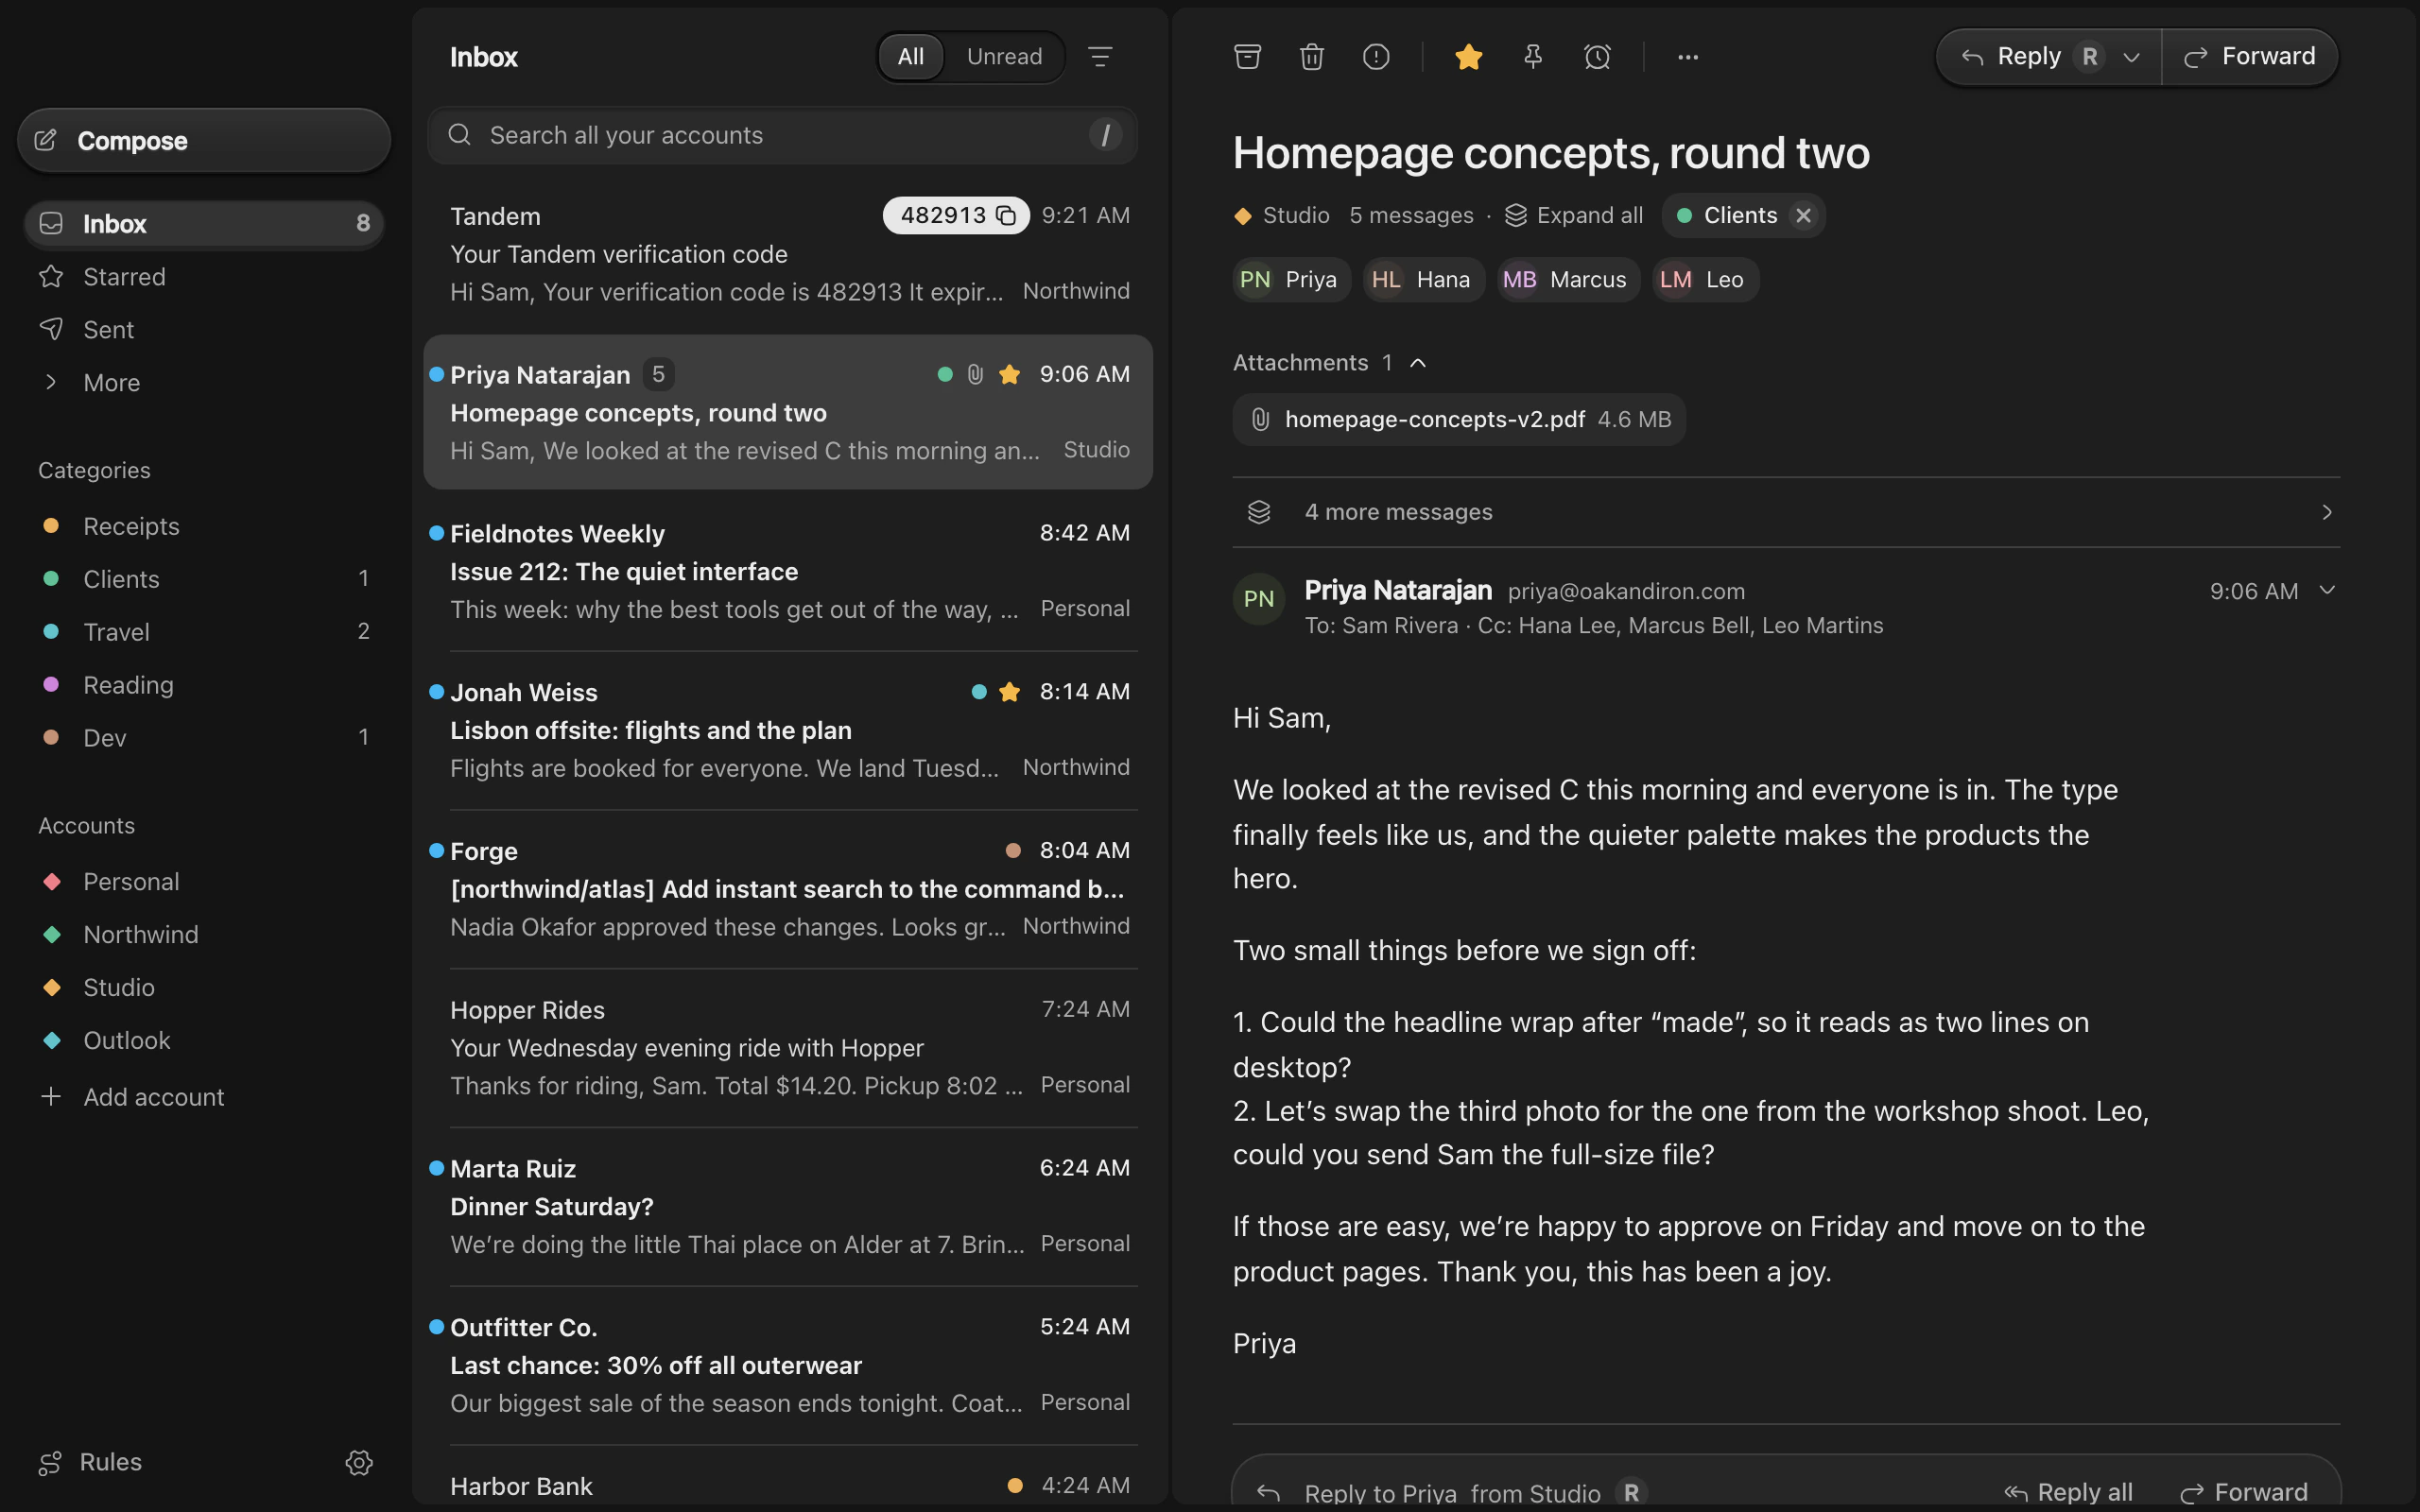 Compose
Inbox 8
Starred
Sent
More
Categories
Receipts
Clients 1
Travel 2
Reading
Dev 1
Accounts
Personal
Northwind
Studio
Outlook
Add account
Rules
Inbox All Unread
Search all your accounts /
Tandem 482913 9:21 AM
Your Tandem verification code
Hi Sam, Your verification code is 482913 It expir... Northwind
Priya Natarajan 5 9:06 AM
Homepage concepts, round two
Hi Sam, We looked at the revised C this morning an... Studio
Fieldnotes Weekly 8:42 AM
Issue 212: The quiet interface
This week: why the best tools get out of the way, ... Personal
Jonah Weiss 8:14 AM
Lisbon offsite: flights and the plan
Flights are booked for everyone. We land Tuesd... Northwind
Forge 8:04 AM
[northwind/atlas] Add instant search to the command b...
Nadia Okafor approved these changes. Looks gr... Northwind
Hopper Rides 7:24 AM
Your Wednesday evening ride with Hopper
Thanks for riding, Sam. Total $14.20. Pickup 8:02 ... Personal
Marta Ruiz 6:24 AM
Dinner Saturday?
We’re doing the little Thai place on Alder at 7. Brin... Personal
Outfitter Co. 5:24 AM
Last chance: 30% off all outerwear
Our biggest sale of the season ends tonight. Coat... Personal
Harbor Bank 4:24 AM
Reply R Forward
Homepage concepts, round two
Studio 5 messages · Expand all Clients
PN Priya HL Hana MB Marcus LM Leo
Attachments 1
homepage-concepts-v2.pdf 4.6 MB
4 more messages
PN Priya Natarajan priya@oakandiron.com 9:06 AM
To: Sam Rivera · Cc: Hana Lee, Marcus Bell, Leo Martins
Hi Sam,
We looked at the revised C this morning and everyone is in. The type
finally feels like us, and the quieter palette makes the products the
hero.
Two small things before we sign off:
1. Could the headline wrap after “made”, so it reads as two lines on
desktop?
2. Let’s swap the third photo for the one from the workshop shoot. Leo,
could you send Sam the full-size file?
If those are easy, we’re happy to approve on Friday and move on to the
product pages. Thank you, this has been a joy.
Priya
Reply to Priya from Studio R Reply all Forward